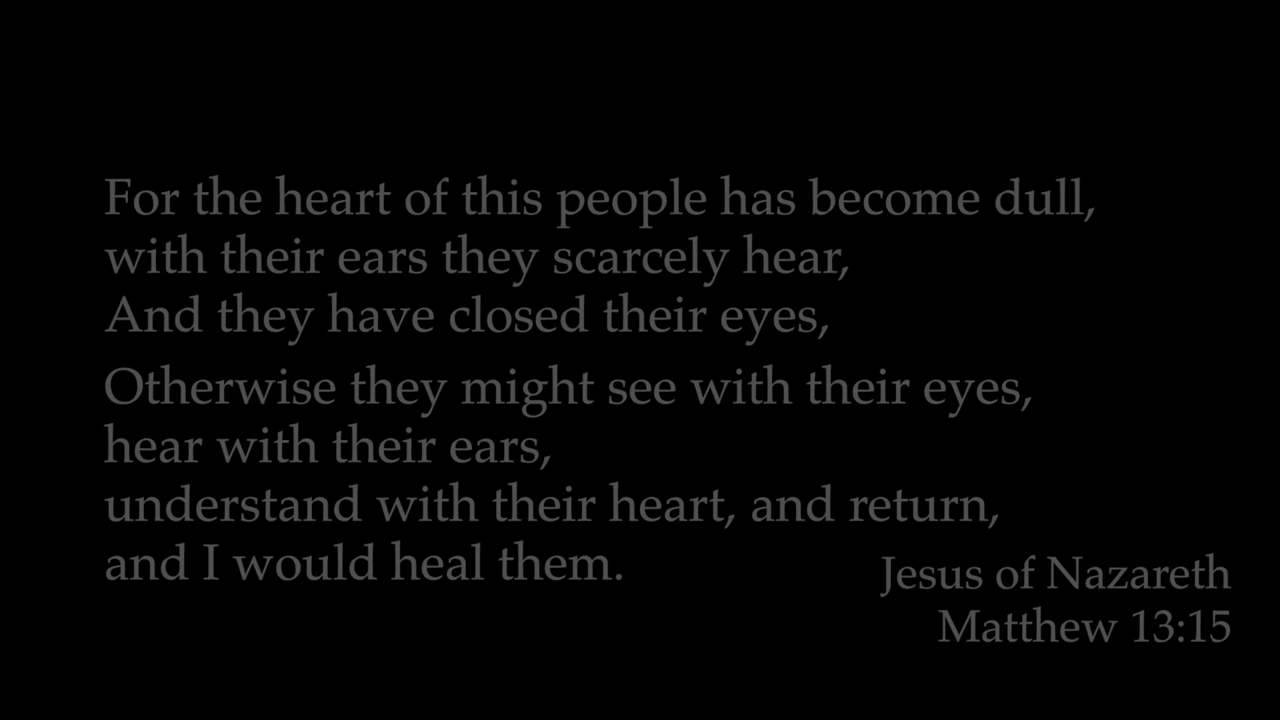 For the heart of this people has become dull,
with their ears they scarcely hear,
And they have closed their eyes,
Otherwise they might see with their eyes,
hear with their ears,
understand with their heart, and return,
and I would heal them.
Jesus of Nazareth
Matthew 13:15